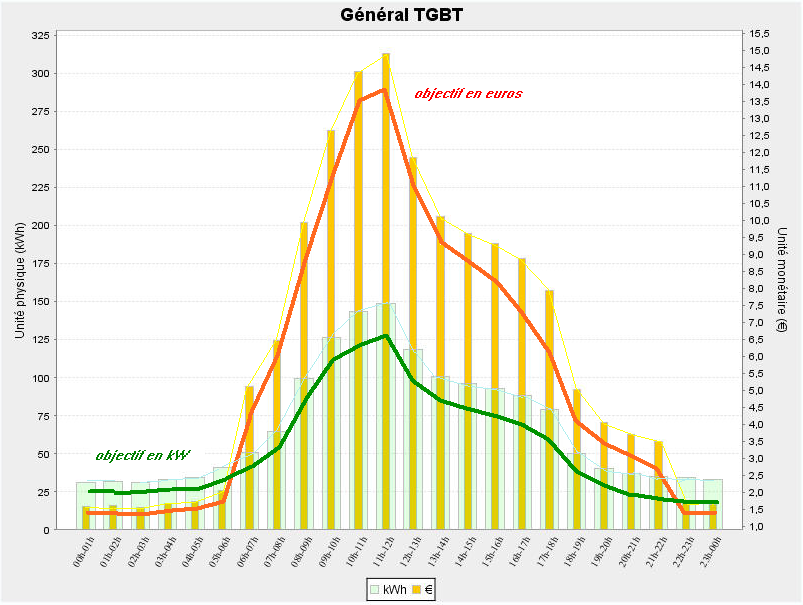 Général TGBT
Unité physique (kWh)
325
300
275
250
225
200
175
150
125
100
75
50
25
0
objectif en euros
objectif en kW
15,5
15,0
14,5
14,0
13,5
13,0
12,5
12,0
11,5
11,0
10,5
10,0
9,5
9,0
8,5
8,0
7,5
7,0
6,5
6,0
5,5
5,0
4,5
4,0
3,5
3,0
2,5
2,0
1,5
1,0
Unité monétaire (€)
00h-01h
01h-02h
02h-03h
03h-04h
04h-05h
05h-06h
06h-07h
07h-08h
08h-09h
09h-10h
10h-11h
11h-12h
12h-13h
13h-14h
14h-15h
15h-16h
16h-17h
17h-18h
18h-19h
19h-20h
20h-21h
21h-22h
22h-23h
23h-00h
kWh €